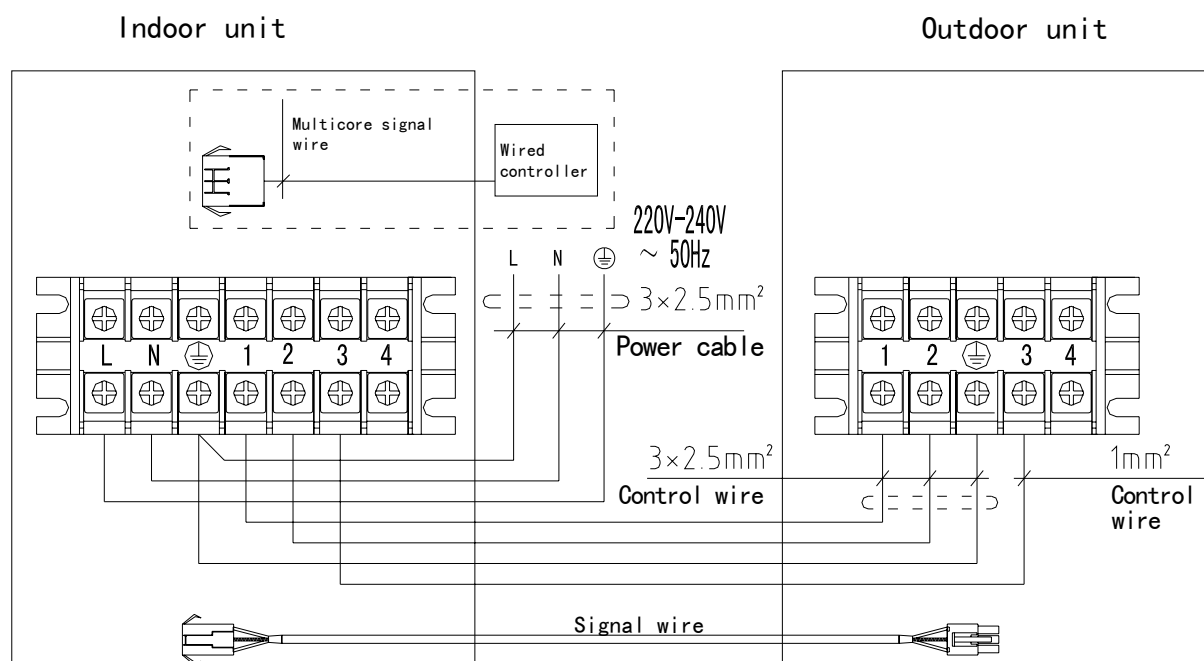 Indoor unit
Outdoor unit
Multicore signal
wire
Wired
controller
220V-240V
~ 50Hz
L N
3×2.5mm²
Power cable
L N 1 2 3 4
1 2 3 4
3×2.5mm²
Control wire
1mm²
Control
wire
Signal wire